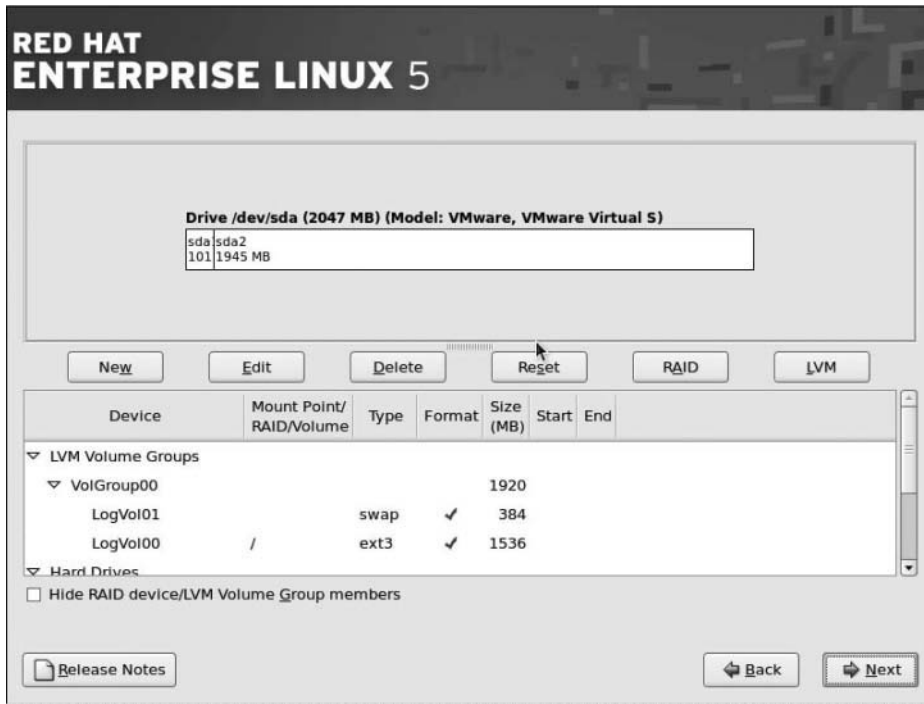 RED HAT
ENTERPRISE LINUX 5
Drive /dev/sda (2047 MB) (Model: VMware, VMware Virtual S)
sda sda2
101 1945 MB
New Edit Delete Reset RAID LVM
Device Mount Point/ RAID/Volume Type Format Size (MB) Start End
LVM Volume Groups
VolGroup00 1920
LogVol01 swap 384
LogVol00 / ext3 1536
Hard Drives
Hide RAID device/LVM Volume Group members
Release Notes Back Next